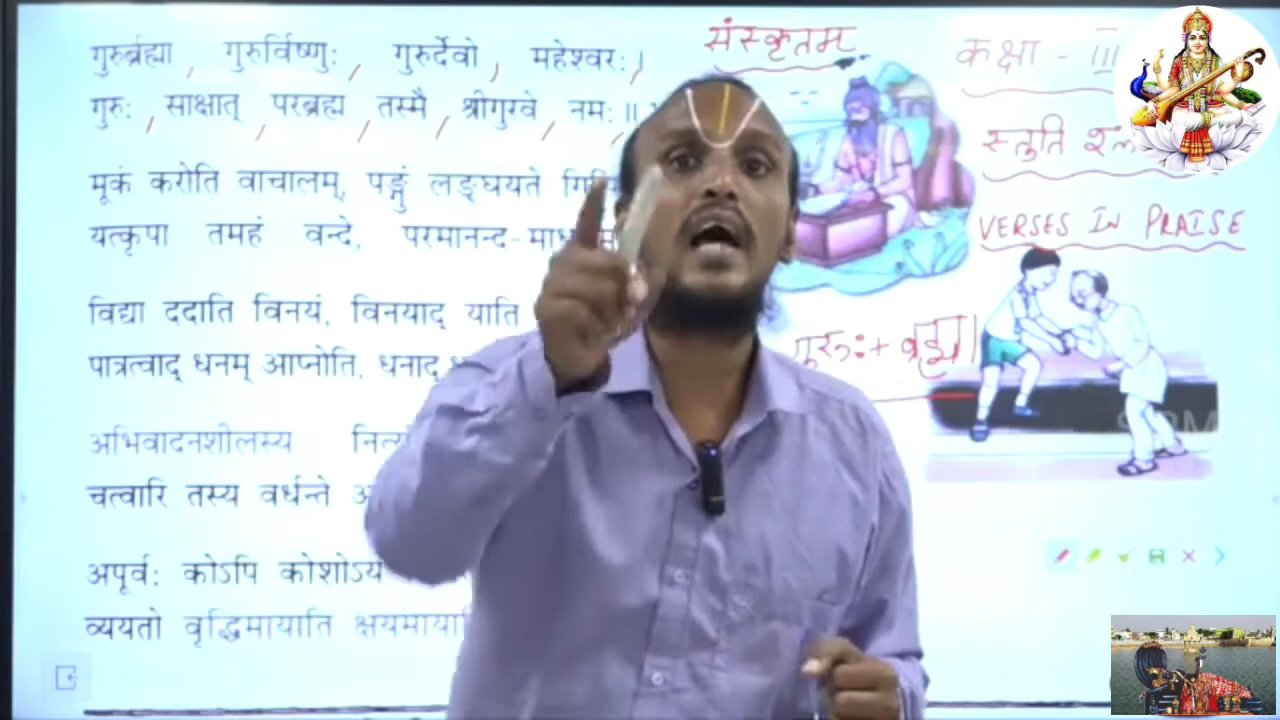 गुरुर्ब्रह्मा गुरुर्विष्णुः गुरुर्देवो महेश्वरः।
गुरुः साक्षात् परब्रह्म तस्मै श्रीगुरवे नमः॥
मूकं करोति वाचालम्, पङ्गुं लङ्घयते
यत्कृपा तमहं वन्दे, परमानन्द-
विद्या ददाति विनयं, विनयाद् याति
पात्रत्वाद् धनम् आप्नोति, धनाद्
अभिवादनशीलस्य
चत्वारि तस्य वर्धन्ते
अपूर्वः कोऽपि कोशोऽयं
व्ययतो वृद्धिमायाति
संस्कृतम्
कक्षा - III
स्तुति
VERSES IN PRAISE
गुरुः+ ब्रह्मा